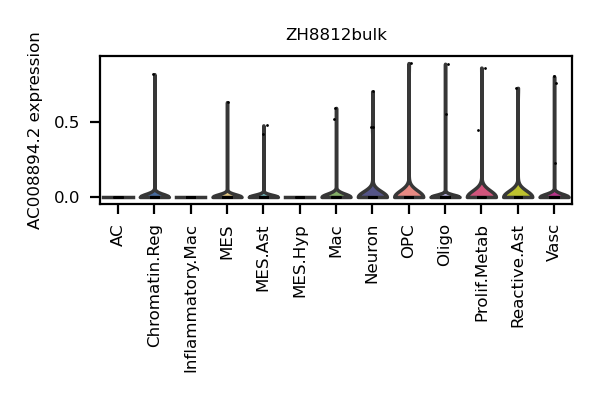 ZH8812bulk
AC008894.2 expression
0.5
0.0
AC
Chromatin.Reg
Inflammatory.Mac
MES
MES.Ast
MES.Hyp
Mac
Neuron
OPC
Oligo
Prolif.Metab
Reactive.Ast
Vasc